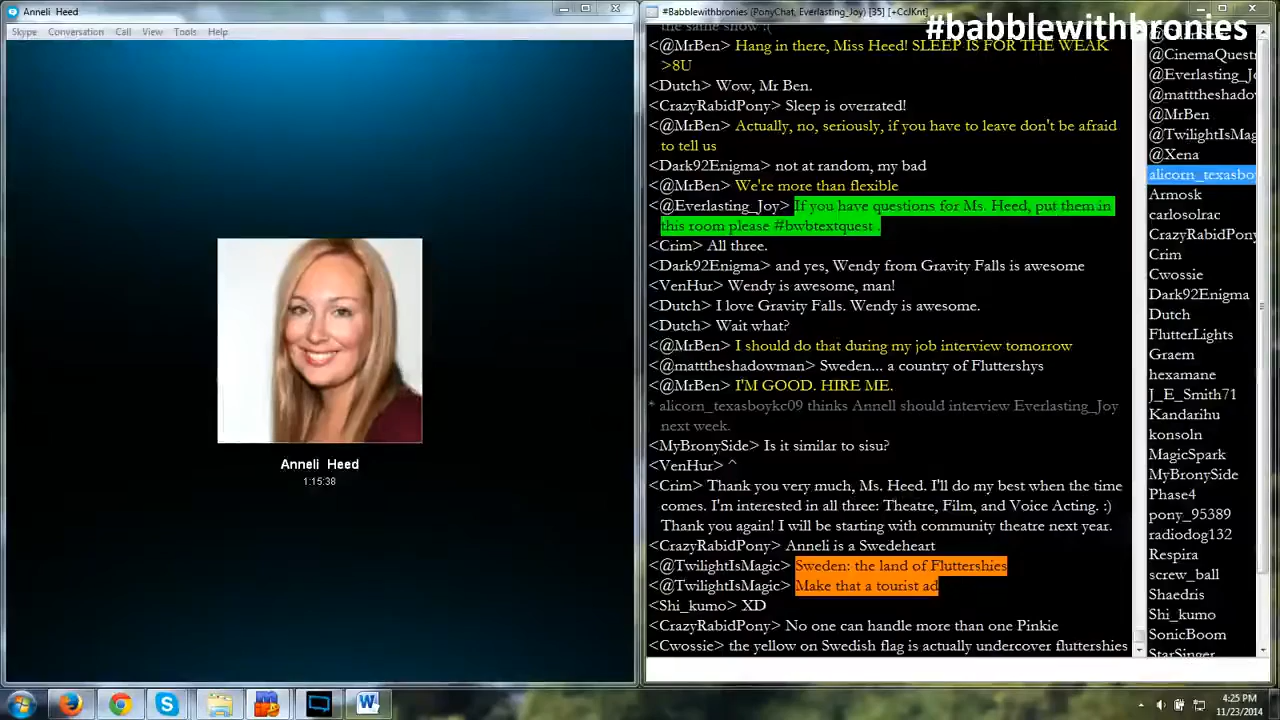 Anneli Heed
Skype Conversation Call View Tools Help
Anneli Heed
1:15:38
#Babblewithbronies (PonyChat, Everlasting_Joy) [35] [+CcJKnt]
#babblewithbronies
the same show :(
<@MrBen> Hang in there, Miss Heed! SLEEP IS FOR THE WEAK
>8U
<Dutch> Wow, Mr Ben.
<CrazyRabidPony> Sleep is overrated!
<@MrBen> Actually, no, seriously, if you have to leave don't be afraid
to tell us
<Dark92Enigma> not at random, my bad
<@MrBen> We're more than flexible
<@Everlasting_Joy> If you have questions for Ms. Heed, put them in
this room please #bwbtextquest .
<Crim> All three.
<Dark92Enigma> and yes, Wendy from Gravity Falls is awesome
<VenHur> Wendy is awesome, man!
<Dutch> I love Gravity Falls. Wendy is awesome.
<Dutch> Wait what?
<@MrBen> I should do that during my job interview tomorrow
<@matttheshadowman> Sweden... a country of Fluttershys
<@MrBen> I'M GOOD. HIRE ME.
* alicorn_texasboykc09 thinks Annell should interview Everlasting_Joy
next week.
<MyBronySide> Is it similar to sisu?
<VenHur> ^
<Crim> Thank you very much, Ms. Heed. I'll do my best when the time
comes. I'm interested in all three: Theatre, Film, and Voice Acting. :)
Thank you again! I will be starting with community theatre next year.
<CrazyRabidPony> Anneli is a Swedeheart
<@TwilightIsMagic> Sweden: the land of Fluttershies
<@TwilightIsMagic> Make that a tourist ad
<Shi_kumo> XD
<CrazyRabidPony> No one can handle more than one Pinkie
<Cwossie> the yellow on Swedish flag is actually undercover fluttershies
@CinemaQuest
@Everlasting_Jo
@matttheshadow
@MrBen
@TwilightIsMag
@Xena
alicorn_texasboy
Armosk
carlosolrac
CrazyRabidPony
Crim
Cwossie
Dark92Enigma
Dutch
FlutterLights
Graem
hexamane
J_E_Smith71
Kandarihu
konsoln
MagicSpark
MyBronySide
Phase4
pony_95389
radiodog132
Respira
screw_ball
Shaedris
Shi_kumo
SonicBoom
StarSinger
4:25 PM
11/23/2014